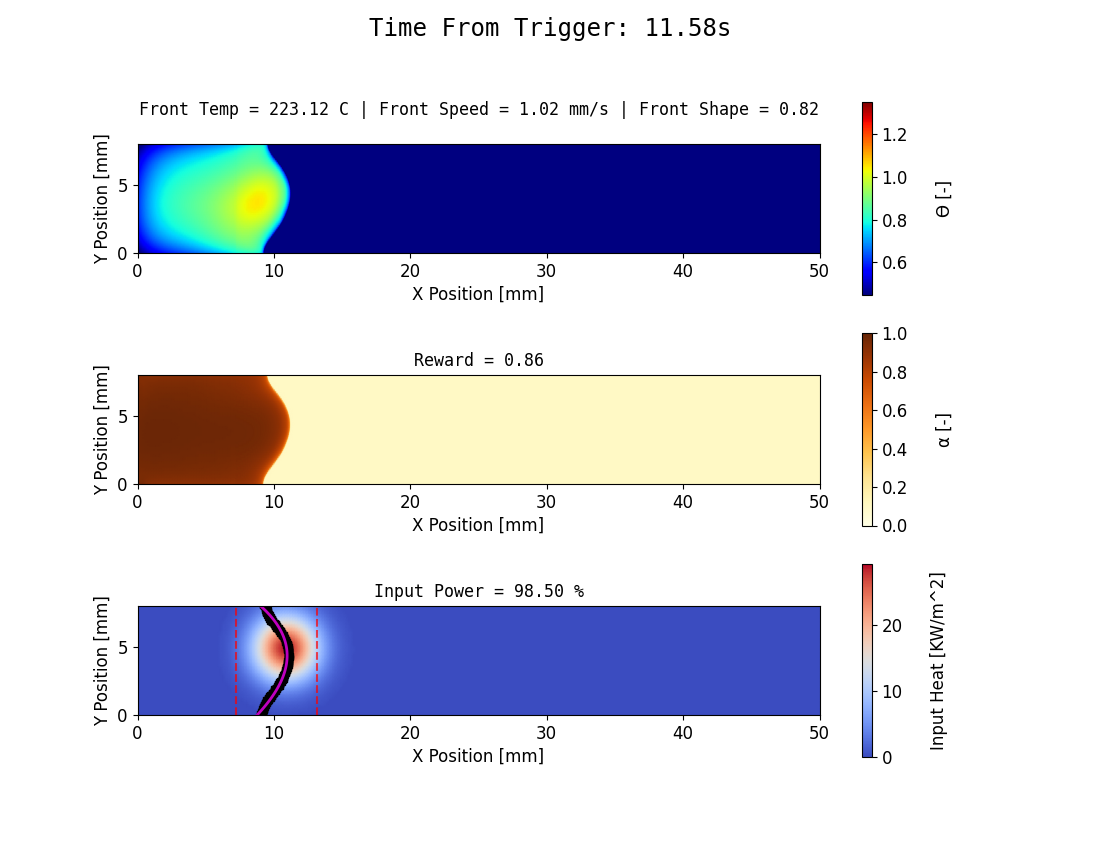 Time From Trigger: 11.58s
Front Temp = 223.12 C | Front Speed = 1.02 mm/s | Front Shape = 0.82
Y Position [mm]
5
0
0 10 20 30 40 50
X Position [mm]
1.2
1.0
0.8
0.6
Θ [-]
Reward = 0.86
Y Position [mm]
5
0
0 10 20 30 40 50
X Position [mm]
1.0
0.8
0.6
0.4
0.2
0.0
α [-]
Input Power = 98.50 %
Y Position [mm]
5
0
0 10 20 30 40 50
X Position [mm]
20
10
0
Input Heat [KW/m^2]